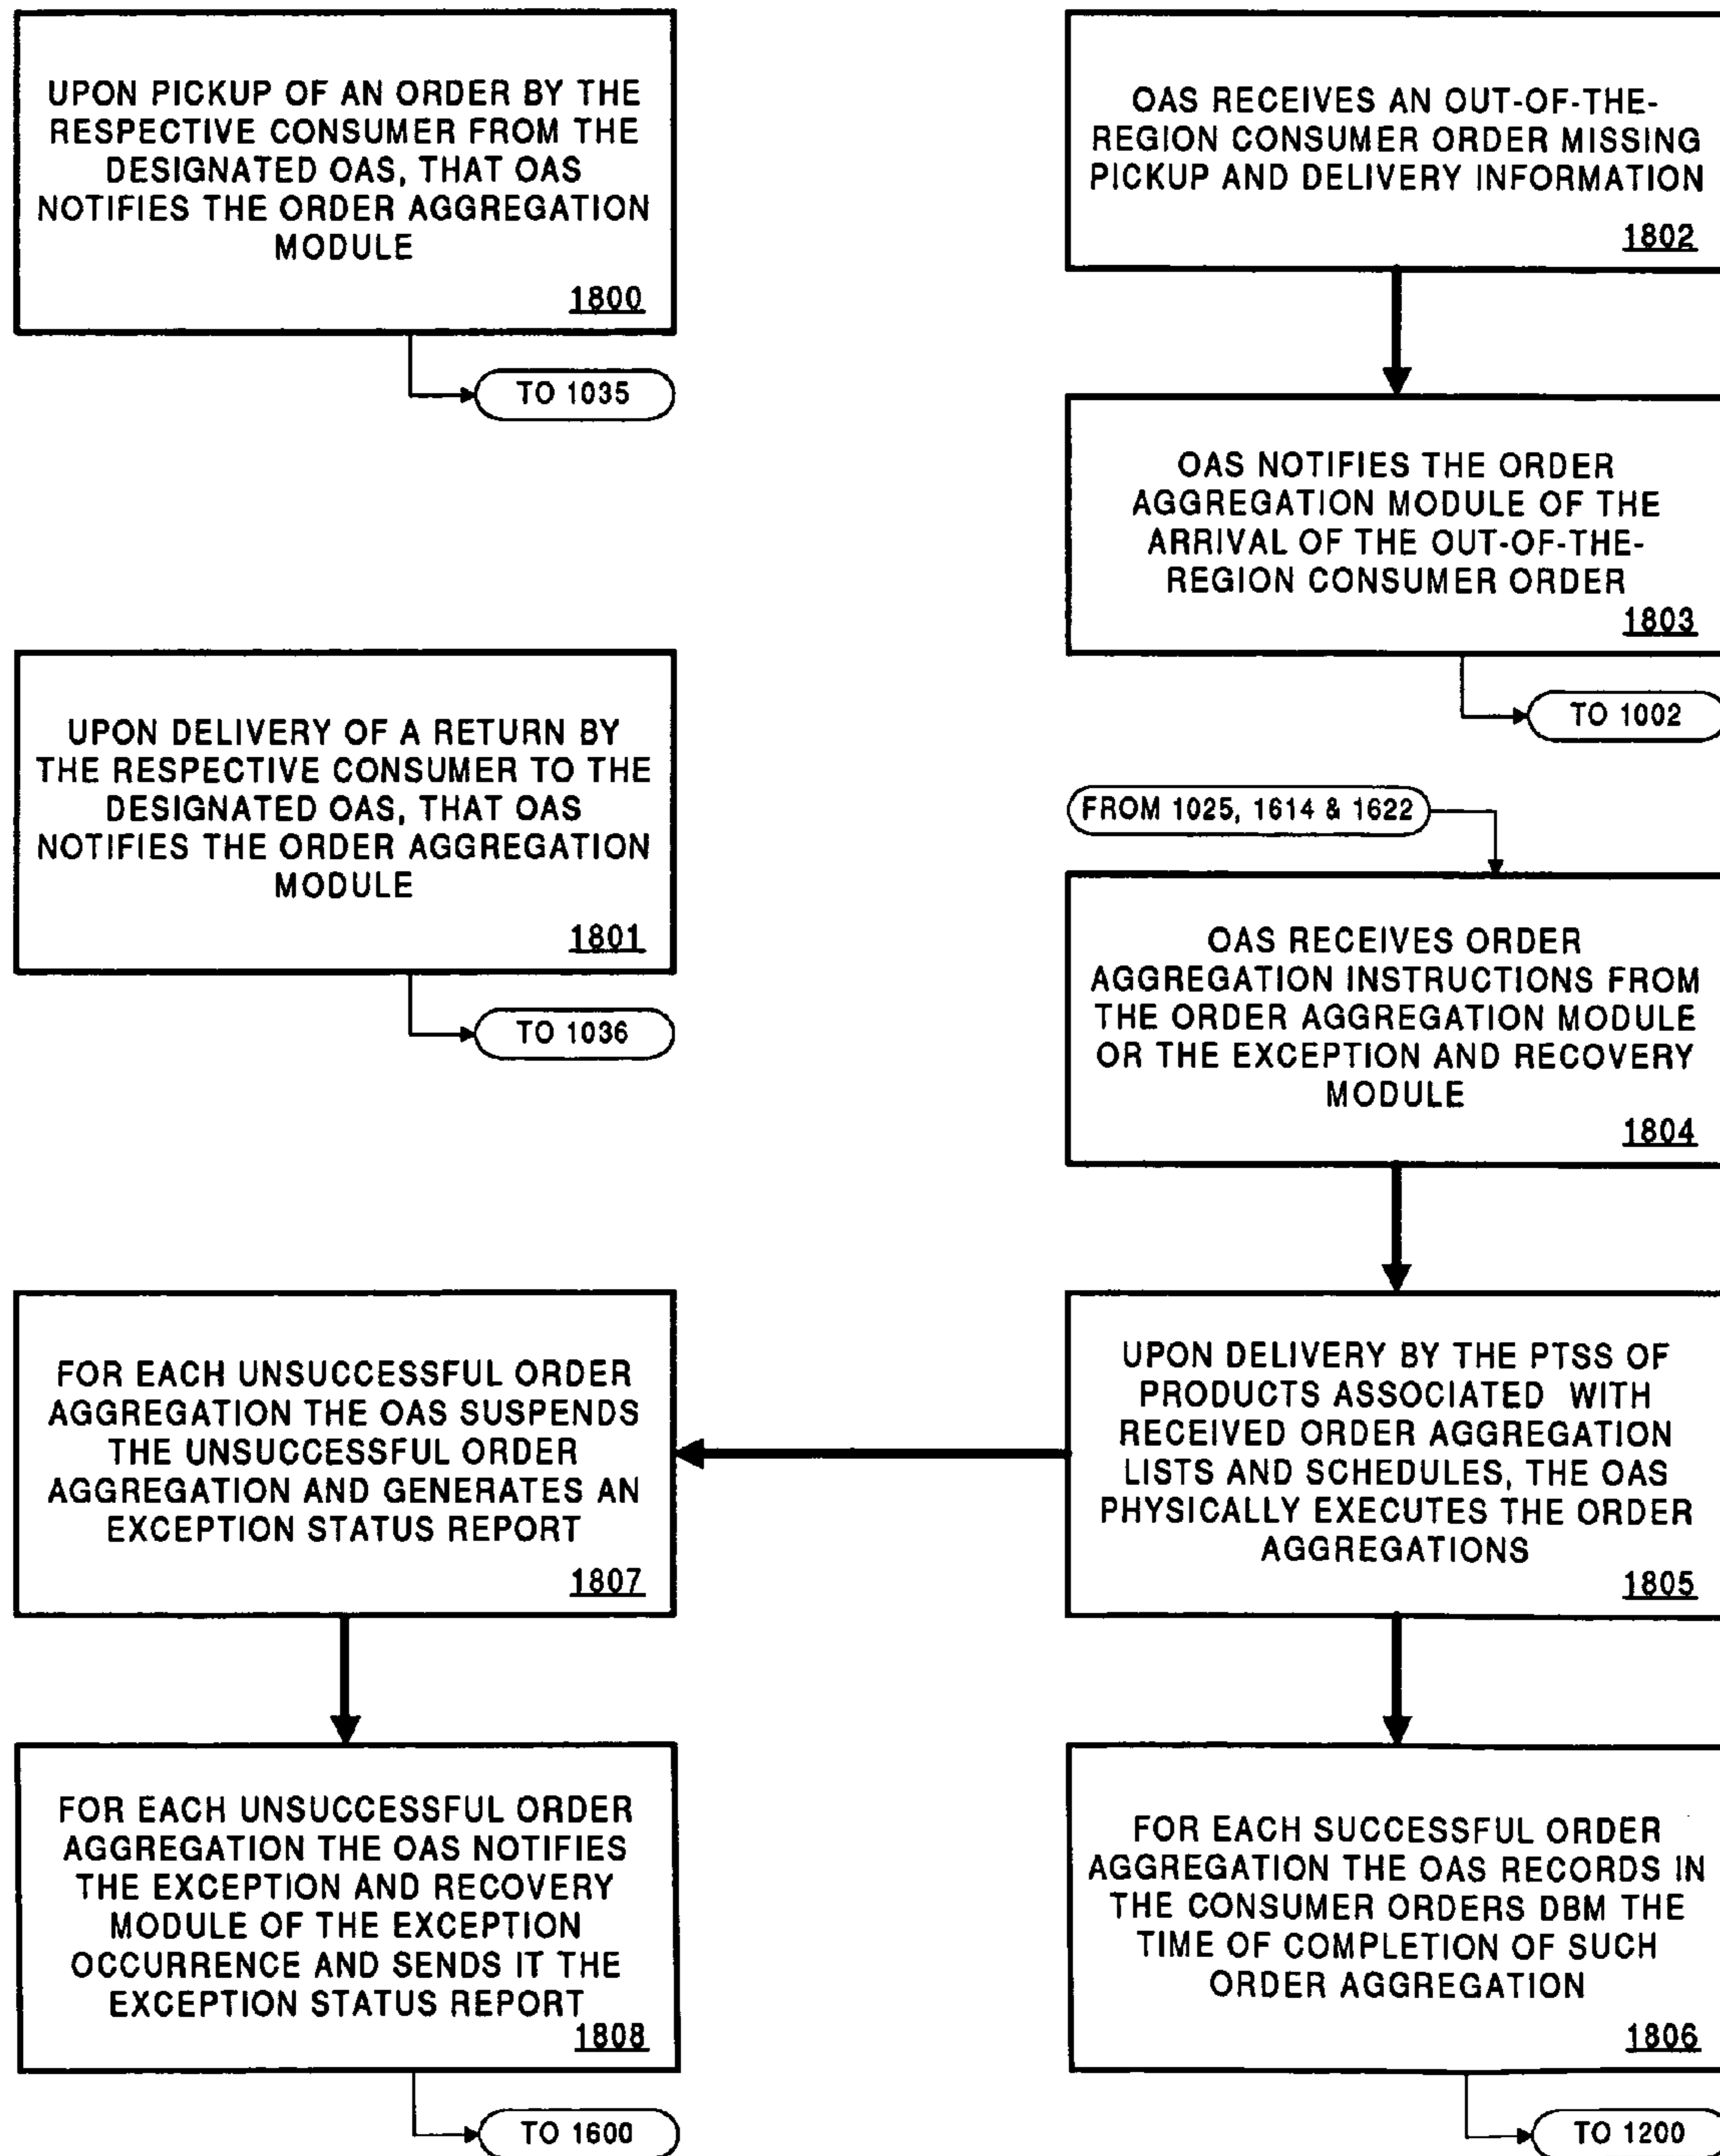 UPON PICKUP OF AN ORDER BY THE
RESPECTIVE CONSUMER FROM THE
DESIGNATED OAS, THAT OAS
NOTIFIES THE ORDER AGGREGATION
MODULE
1800
TO 1035
UPON DELIVERY OF A RETURN BY
THE RESPECTIVE CONSUMER TO THE
DESIGNATED OAS, THAT OAS
NOTIFIES THE ORDER AGGREGATION
MODULE
1801
TO 1036
OAS RECEIVES AN OUT-OF-THE-
REGION CONSUMER ORDER MISSING
PICKUP AND DELIVERY INFORMATION
1802
OAS NOTIFIES THE ORDER
AGGREGATION MODULE OF THE
ARRIVAL OF THE OUT-OF-THE-
REGION CONSUMER ORDER
1803
TO 1002
FROM 1025, 1614 & 1622
OAS RECEIVES ORDER
AGGREGATION INSTRUCTIONS FROM
THE ORDER AGGREGATION MODULE
OR THE EXCEPTION AND RECOVERY
MODULE
1804
UPON DELIVERY BY THE PTSS OF
PRODUCTS ASSOCIATED WITH
RECEIVED ORDER AGGREGATION
LISTS AND SCHEDULES, THE OAS
PHYSICALLY EXECUTES THE ORDER
AGGREGATIONS
1805
FOR EACH SUCCESSFUL ORDER
AGGREGATION THE OAS RECORDS IN
THE CONSUMER ORDERS DBM THE
TIME OF COMPLETION OF SUCH
ORDER AGGREGATION
1806
TO 1200
FOR EACH UNSUCCESSFUL ORDER
AGGREGATION THE OAS SUSPENDS
THE UNSUCCESSFUL ORDER
AGGREGATION AND GENERATES AN
EXCEPTION STATUS REPORT
1807
FOR EACH UNSUCCESSFUL ORDER
AGGREGATION THE OAS NOTIFIES
THE EXCEPTION AND RECOVERY
MODULE OF THE EXCEPTION
OCCURRENCE AND SENDS IT THE
EXCEPTION STATUS REPORT
1808
TO 1600